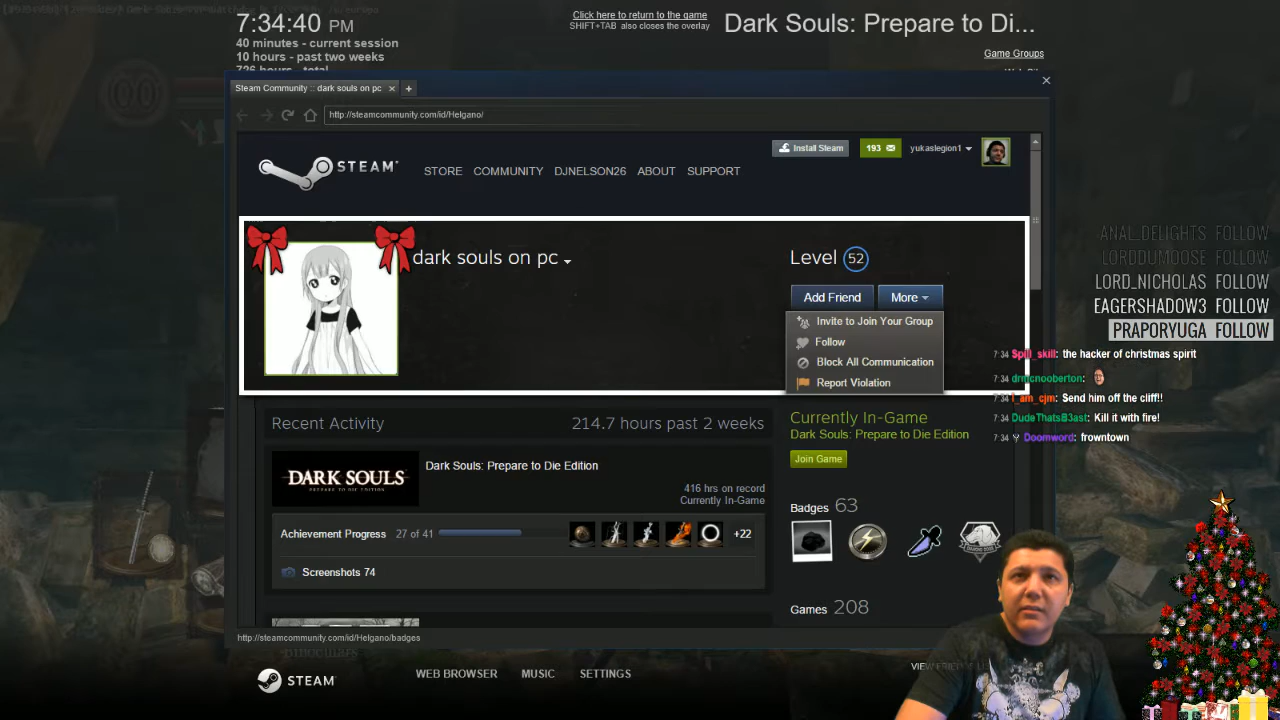 7:34:40 PM
40 minutes - current session
10 hours - past two weeks
726 hours - total
Click here to return to the game
SHIFT+TAB also closes the overlay
Dark Souls: Prepare to Di...
Game Groups
Steam Community :: dark souls on pc
http://steamcommunity.com/id/Helgano/
STEAM
STORE COMMUNITY DJNELSON26 ABOUT SUPPORT
Install Steam
193
yukaslegion1
dark souls on pc
Level 52
Add Friend
More
Invite to Join Your Group
Follow
Block All Communication
Report Violation
Recent Activity
214.7 hours past 2 weeks
DARK SOULS
PREPARE TO DIE EDITION
Dark Souls: Prepare to Die Edition
416 hrs on record
Currently In-Game
Achievement Progress 27 of 41
+22
Screenshots 74
Currently In-Game
Dark Souls: Prepare to Die Edition
Join Game
Badges 63
Games 208
http://steamcommunity.com/id/Helgano/badges
STEAM
WEB BROWSER MUSIC SETTINGS
ANAL_DELIGHTS FOLLOW
LORDDUMOOSE FOLLOW
LORD_NICHOLAS FOLLOW
EAGERSHADOW3 FOLLOW
PRAPORYUGA FOLLOW
7:34 Spill_skill: the hacker of christmas spirit
7:34 drmcnooberton:
7:34 i_am_cjm: Send him off the cliff!!
7:34 DudeThatsB3ast: Kill it with fire!
7:34 Doomword: frowntown